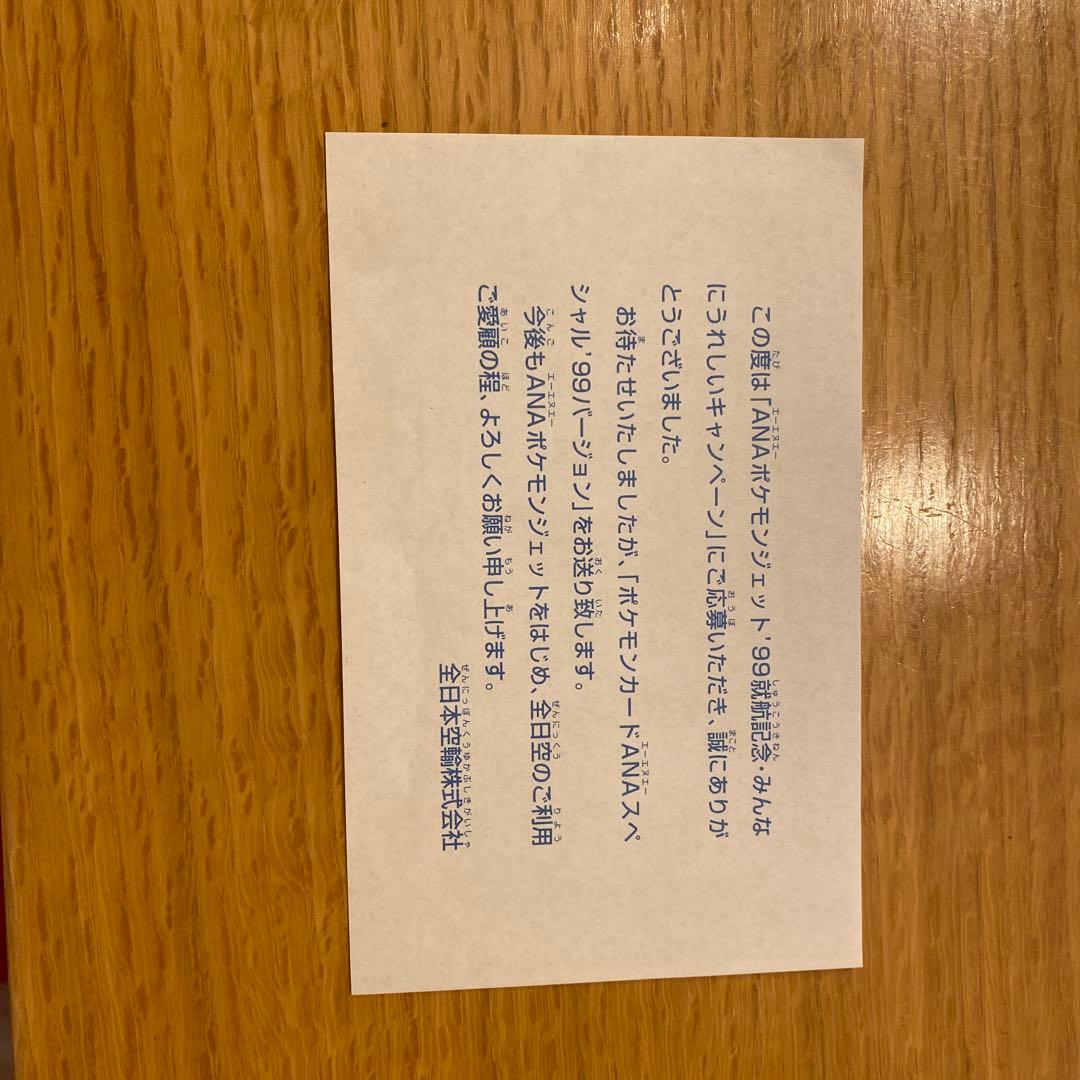 この度は「ANAポケモンジェット'99就航記念・みんな
にうれしいキャンペーン」にご応募いただき、誠にありが
とうございました。
お待たせいたしましたが、「ポケモンカードANAスペ
シャル'99バージョン」をお送り致します。
今後もANAポケモンジェットをはじめ、全日空のご利用
ご愛顧の程、よろしくお願い申し上げます。
全日本空輸株式会社